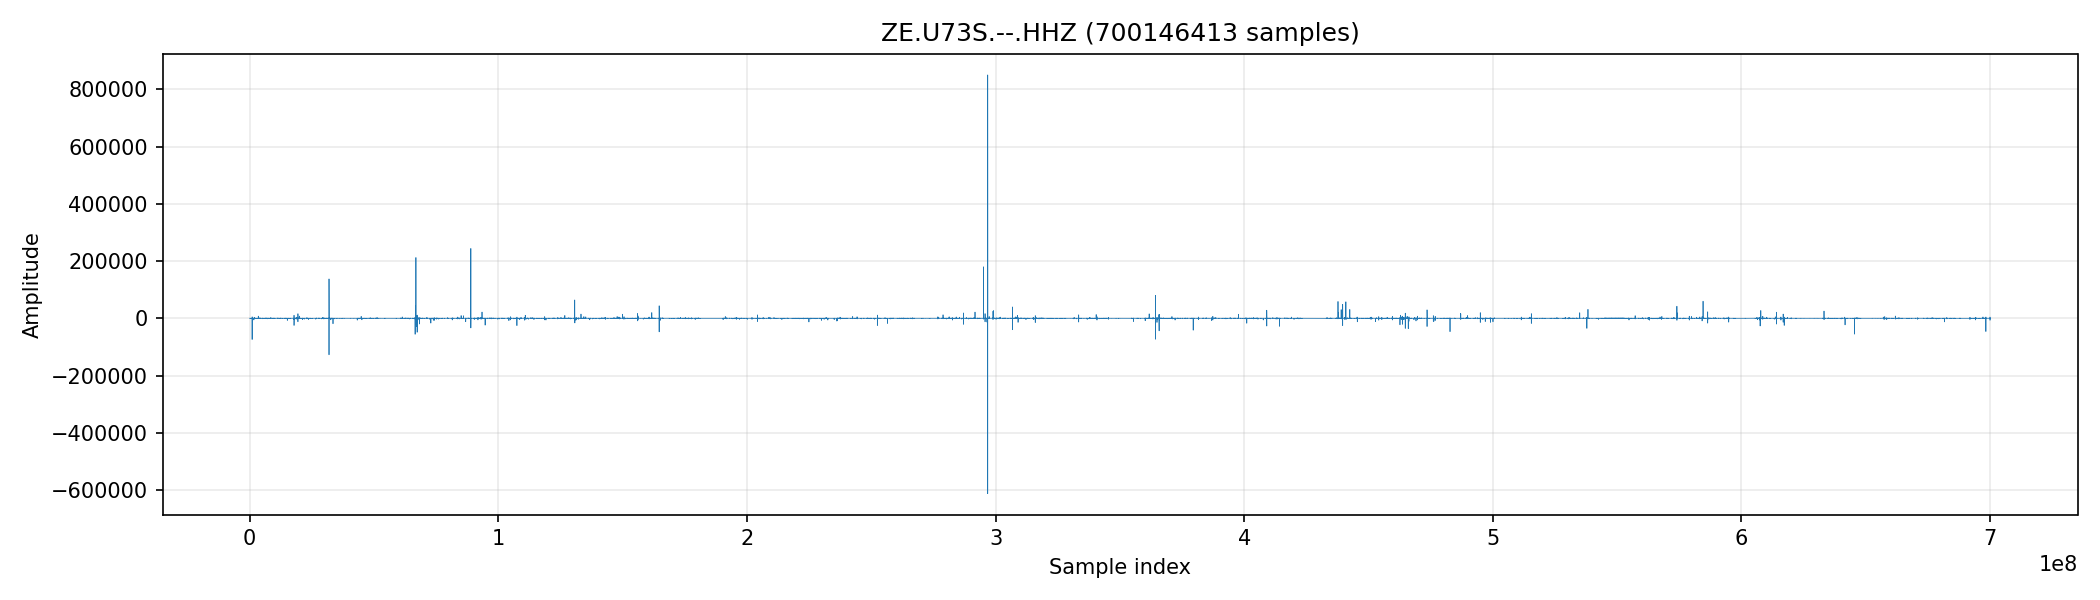 ZE.U73S.--.HHZ (700146413 samples)
Amplitude
800000
600000
400000
200000
0
−200000
−400000
−600000
0 1 2 3 4 5 6 7
1e8
Sample index